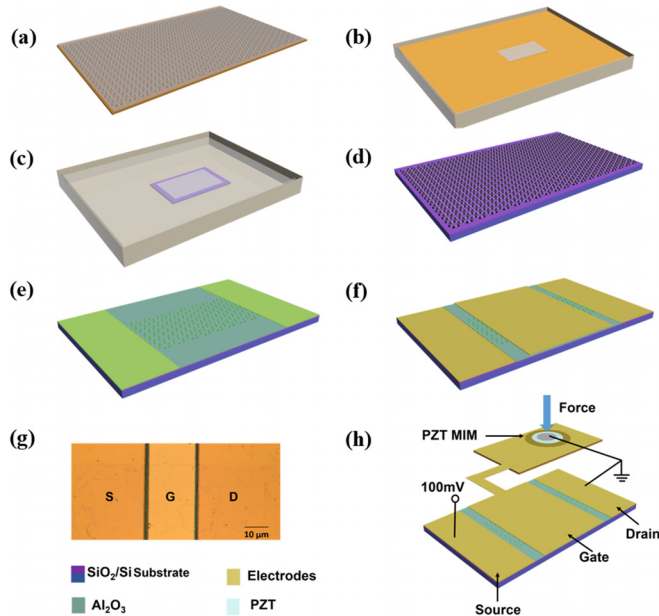 (a)
(b)
(c)
(d)
(e)
(f)
(g)
S
G
D
10 µm
(h)
Force
PZT MIM
100mV
Drain
Gate
Source
SiO₂/Si Substrate
Electrodes
Al₂O₃
PZT